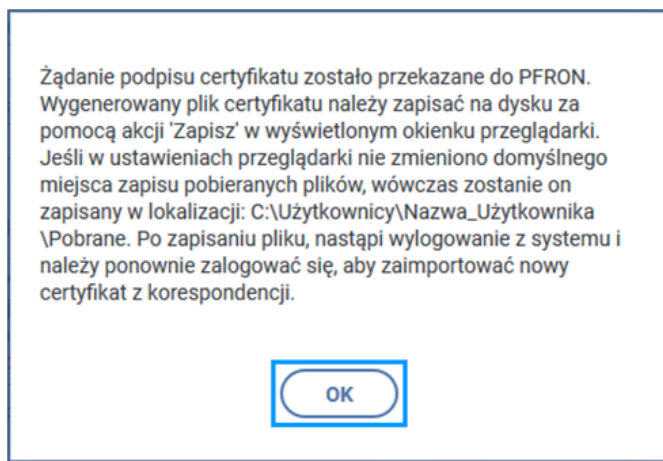 Żądanie podpisu certyfikatu zostało przekazane do PFRON.
Wygenerowany plik certyfikatu należy zapisać na dysku za
pomocą akcji 'Zapisz' w wyświetlonym okienku przeglądarki.
Jeśli w ustawieniach przeglądarki nie zmieniono domyślnego
miejsca zapisu pobieranych plików, wówczas zostanie on
zapisany w lokalizacji: C:\Użytkownicy\Nazwa_Użytkownika
\Pobrane. Po zapisaniu pliku, nastąpi wylogowanie z systemu i
należy ponownie zalogować się, aby zaimportować nowy
certyfikat z korespondencji.
OK